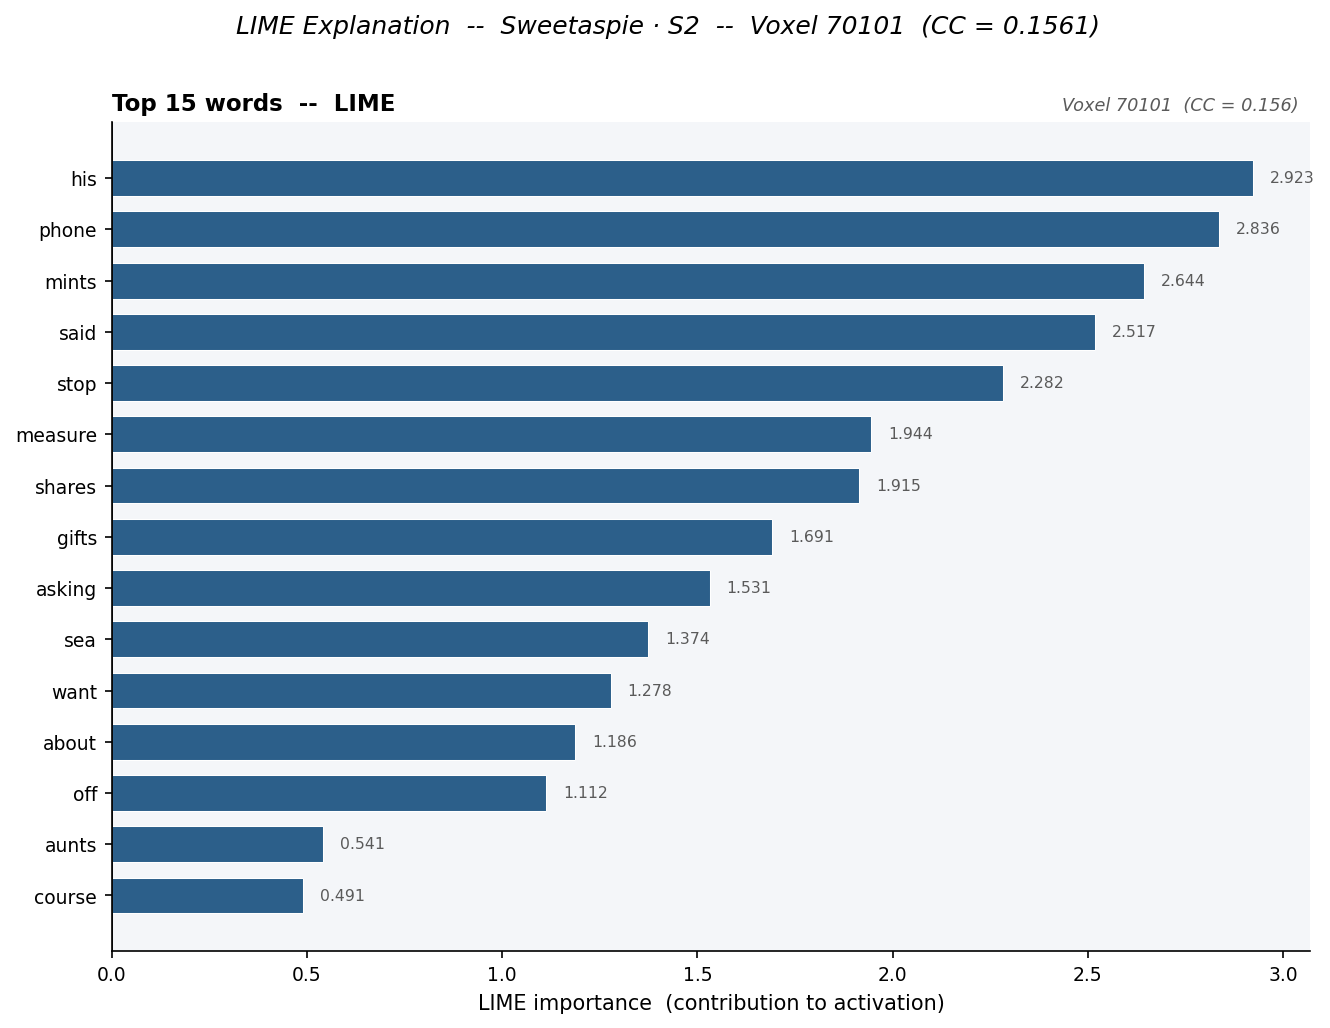 LIME Explanation  --  Sweetaspie · S2  --  Voxel 70101  (CC = 0.1561)
Top 15 words  --  LIME
Voxel 70101  (CC = 0.156)
his 2.923
phone 2.836
mints 2.644
said 2.517
stop 2.282
measure 1.944
shares 1.915
gifts 1.691
asking 1.531
sea 1.374
want 1.278
about 1.186
off 1.112
aunts 0.541
course 0.491
0.0 0.5 1.0 1.5 2.0 2.5 3.0
LIME importance  (contribution to activation)